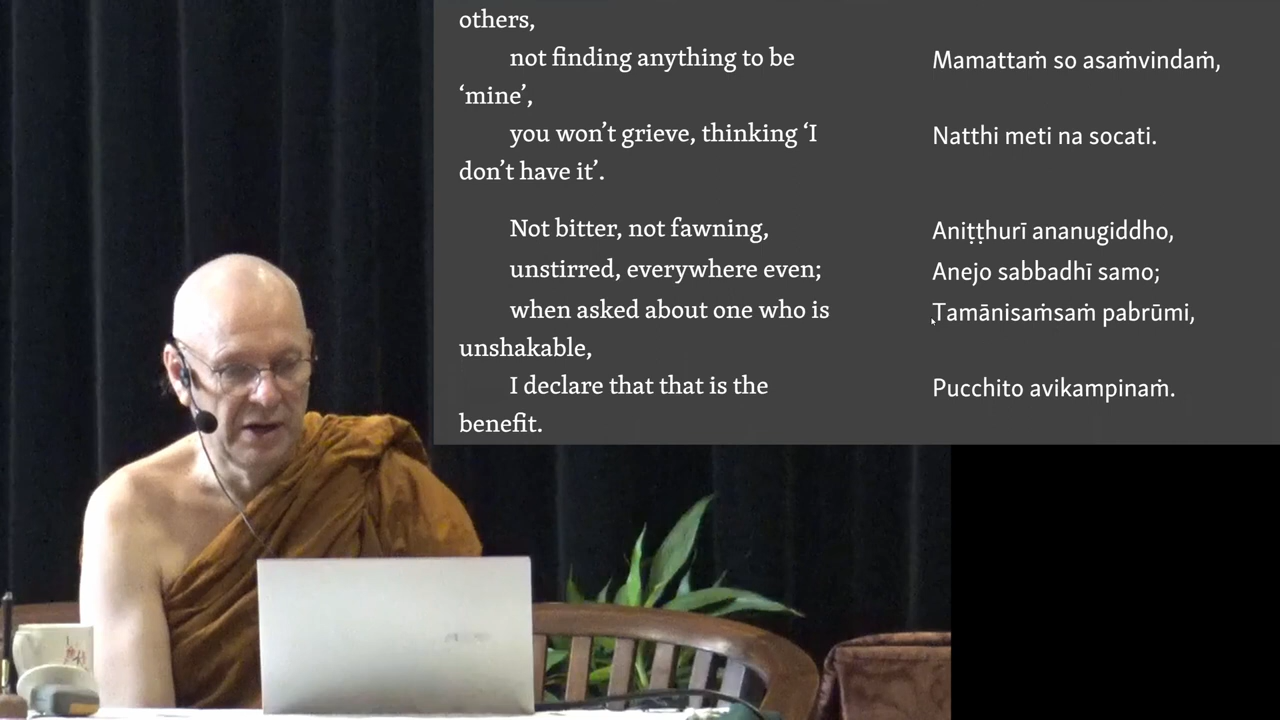 others,
not finding anything to be
‘mine’,
you won’t grieve, thinking ‘I
don’t have it’.
Not bitter, not fawning,
unstirred, everywhere even;
when asked about one who is
unshakable,
I declare that that is the
benefit.
Mamattaṁ so asaṁvindaṁ,
Natthi meti na socati.
Aniṭṭhurī ananugiddho,
Anejo sabbadhī samo;
Tamānisaṁsaṁ pabrūmi,
Pucchito avikampinaṁ.